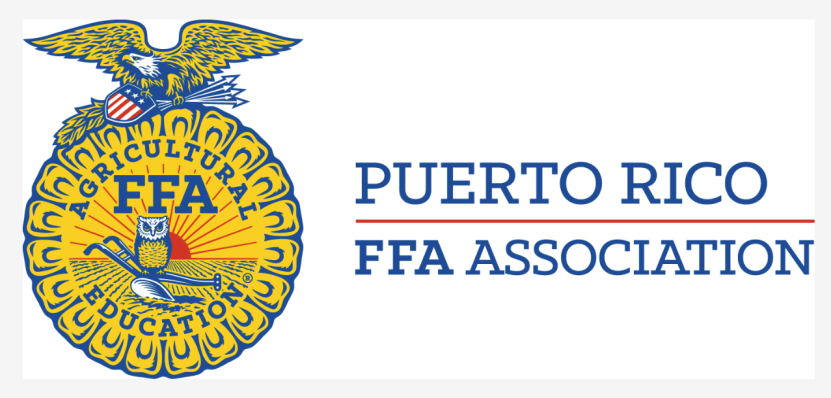 AGRICULTURAL
FFA
EDUCATION
®
PUERTO RICO
FFA ASSOCIATION